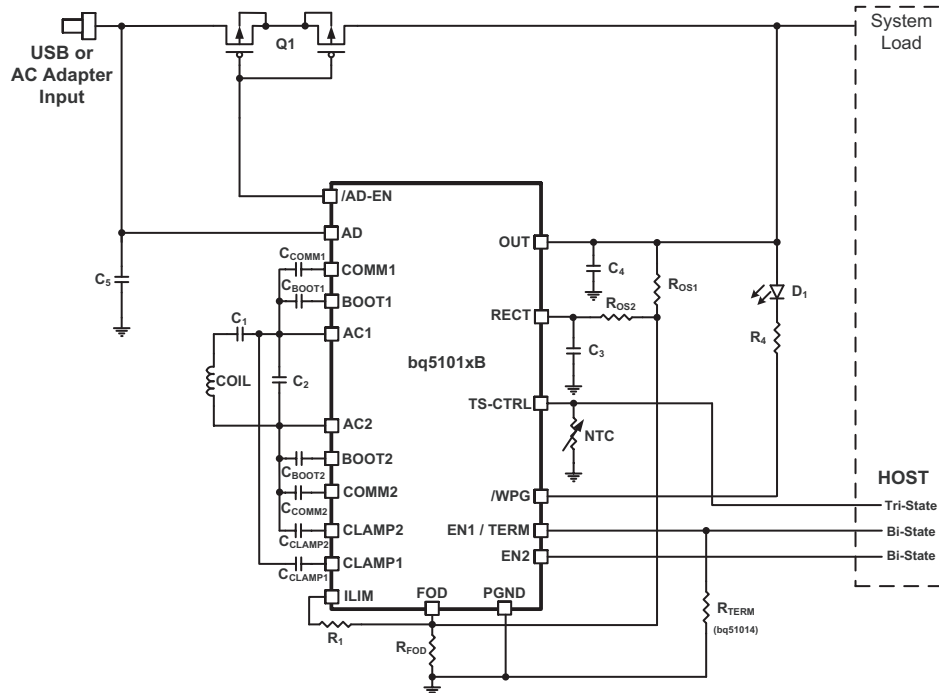 USB or
AC Adapter
Input
Q1
System
Load
/AD-EN
AD
C5
CCOMM1
COMM1
CBOOT1
BOOT1
C1
AC1
COIL
C2
AC2
CBOOT2
BOOT2
CCOMM2
COMM2
CCLAMP2
CLAMP2
CCLAMP1
CLAMP1
ILIM
R1
FOD
PGND
RFOD
bq5101xB
OUT
C4
ROS1
ROS2
RECT
C3
D1
R4
TS-CTRL
NTC
/WPG
EN1 / TERM
EN2
RTERM
(bq51014)
HOST
Tri-State
Bi-State
Bi-State